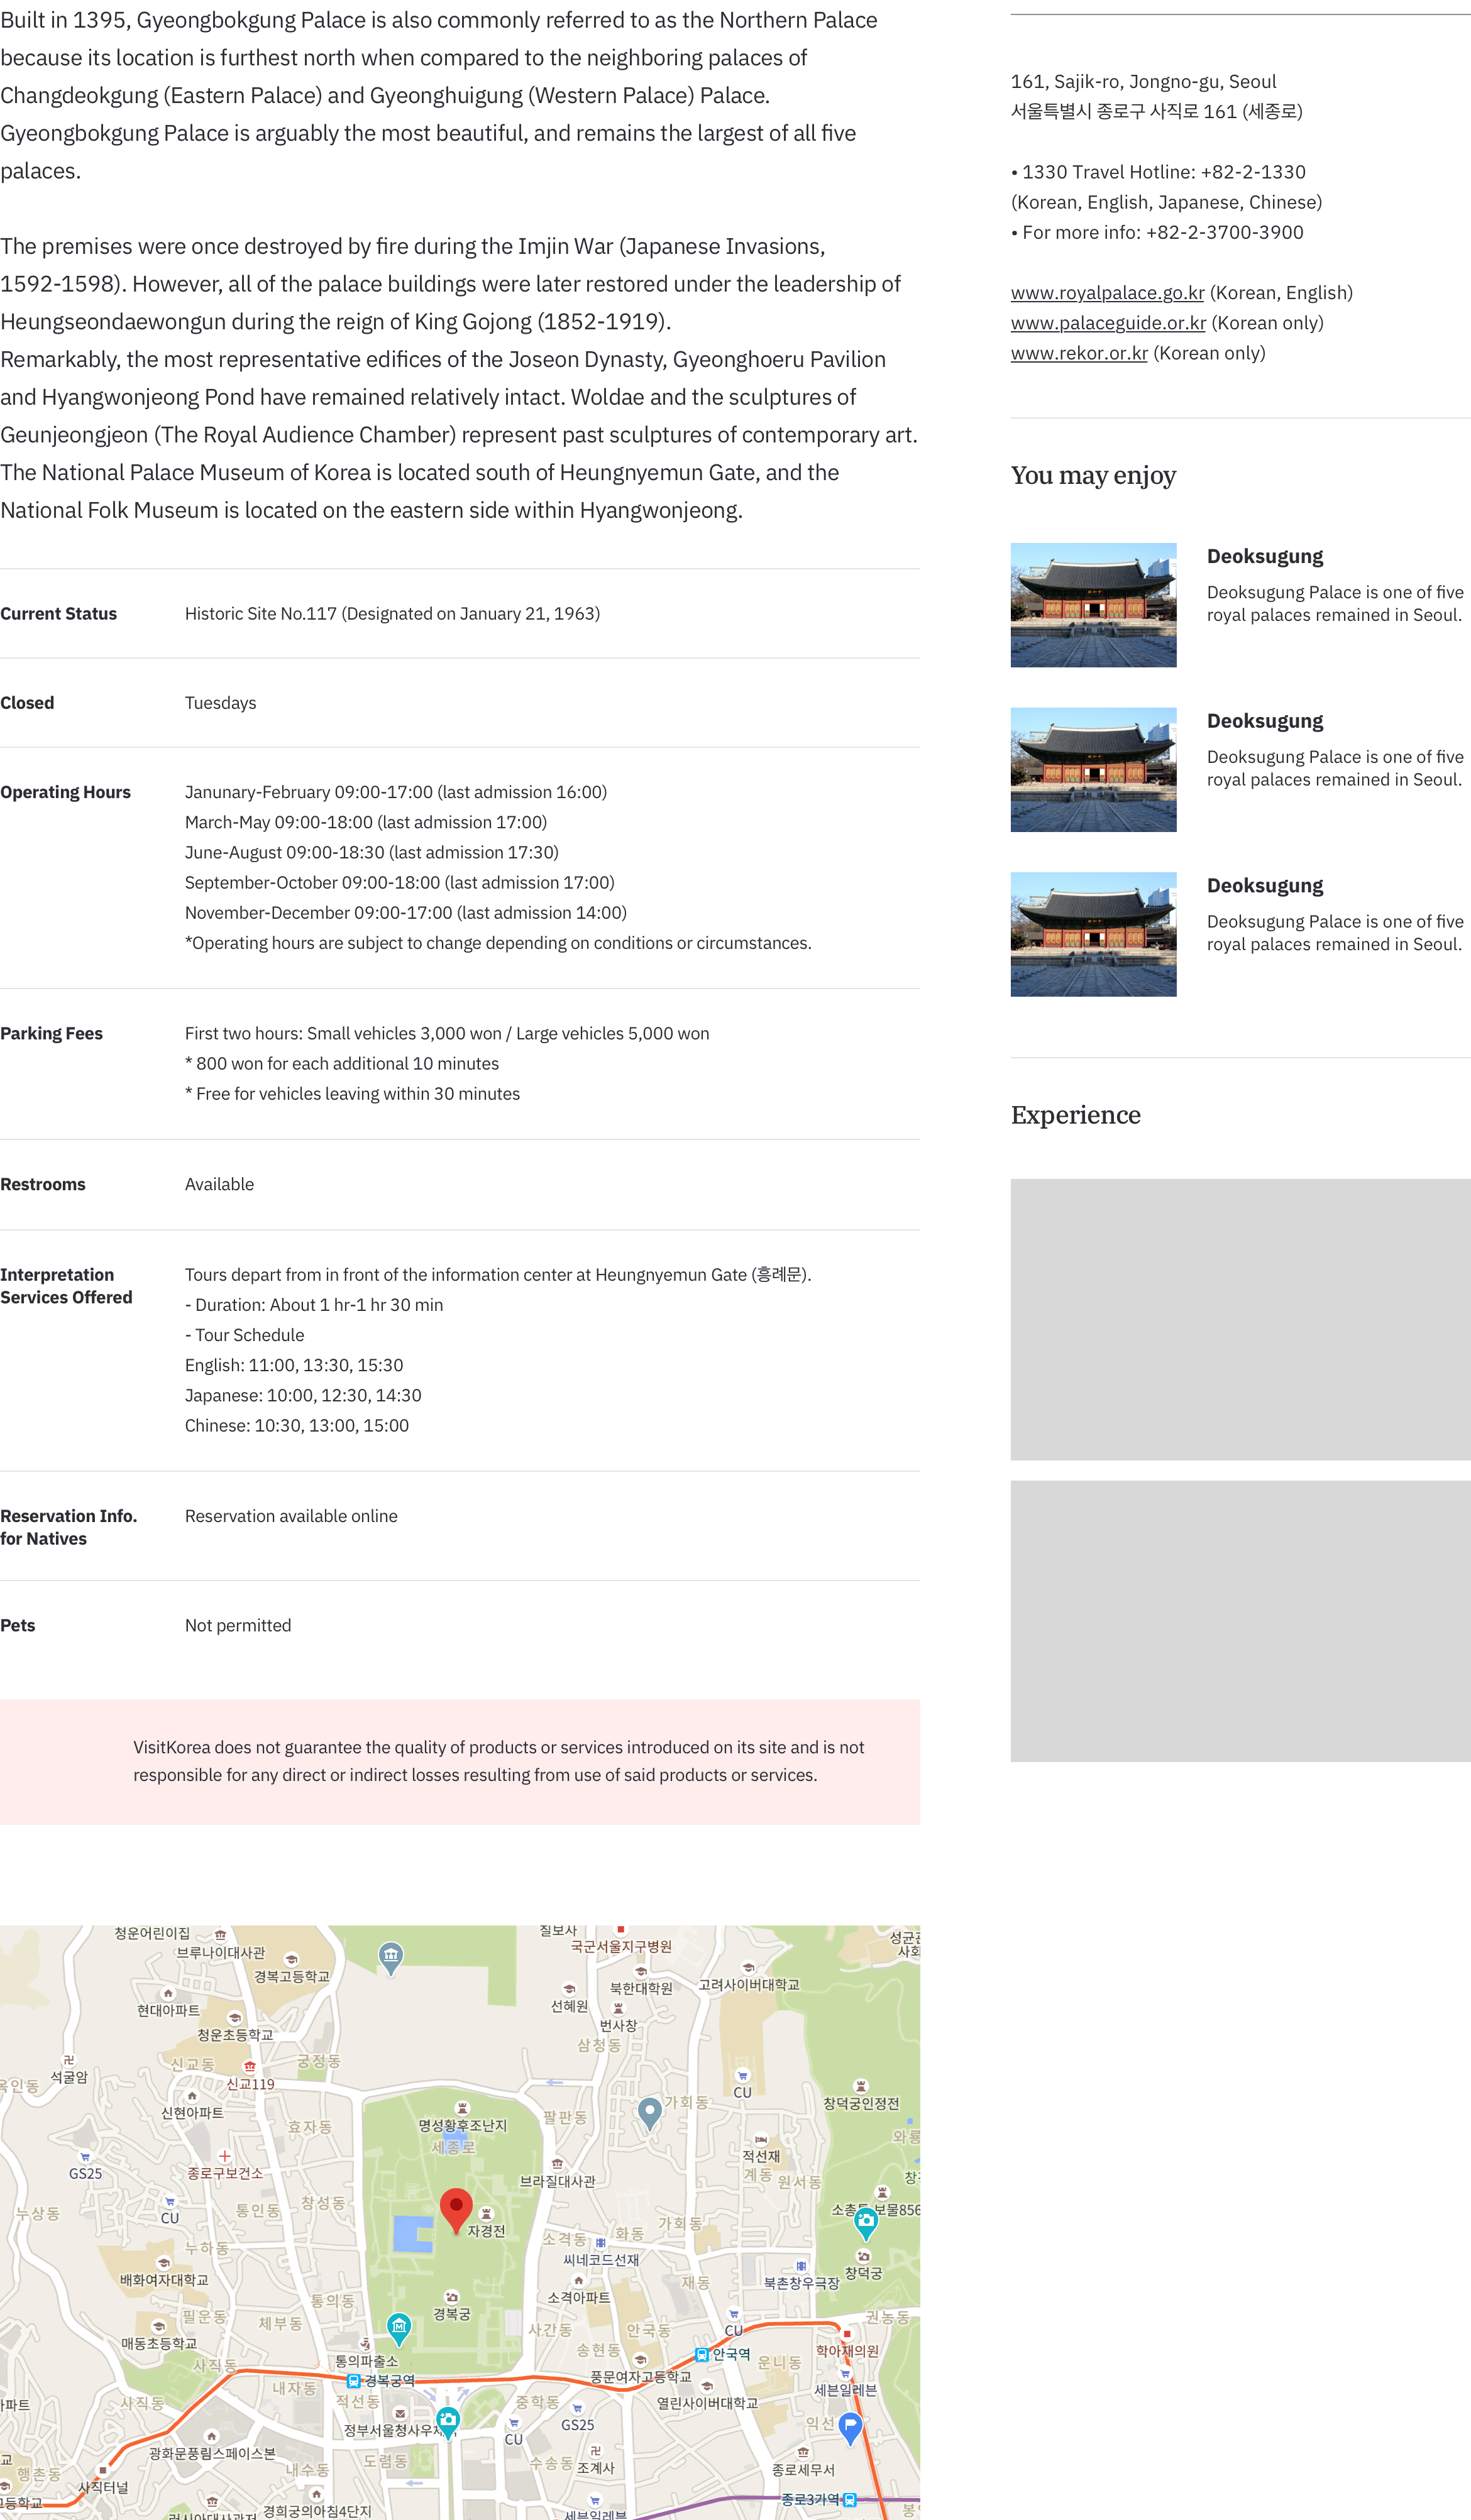 Built in 1395, Gyeongbokgung Palace is also commonly referred to as the Northern Palace
because its location is furthest north when compared to the neighboring palaces of
Changdeokgung (Eastern Palace) and Gyeonghuigung (Western Palace) Palace.
Gyeongbokgung Palace is arguably the most beautiful, and remains the largest of all five
palaces.
The premises were once destroyed by fire during the Imjin War (Japanese Invasions,
1592-1598). However, all of the palace buildings were later restored under the leadership of
Heungseondaewongun during the reign of King Gojong (1852-1919).
Remarkably, the most representative edifices of the Joseon Dynasty, Gyeonghoeru Pavilion
and Hyangwonjeong Pond have remained relatively intact. Woldae and the sculptures of
Geunjeongjeon (The Royal Audience Chamber) represent past sculptures of contemporary art.
The National Palace Museum of Korea is located south of Heungnyemun Gate, and the
National Folk Museum is located on the eastern side within Hyangwonjeong.
Current Status
Historic Site No.117 (Designated on January 21, 1963)
Closed
Tuesdays
Operating Hours
Janunary-February 09:00-17:00 (last admission 16:00)
March-May 09:00-18:00 (last admission 17:00)
June-August 09:00-18:30 (last admission 17:30)
September-October 09:00-18:00 (last admission 17:00)
November-December 09:00-17:00 (last admission 14:00)
*Operating hours are subject to change depending on conditions or circumstances.
Parking Fees
First two hours: Small vehicles 3,000 won / Large vehicles 5,000 won
* 800 won for each additional 10 minutes
* Free for vehicles leaving within 30 minutes
Restrooms
Available
Interpretation
Services Offered
Tours depart from in front of the information center at Heungnyemun Gate (흥례문).
- Duration: About 1 hr-1 hr 30 min
- Tour Schedule
English: 11:00, 13:30, 15:30
Japanese: 10:00, 12:30, 14:30
Chinese: 10:30, 13:00, 15:00
Reservation Info.
for Natives
Reservation available online
Pets
Not permitted
VisitKorea does not guarantee the quality of products or services introduced on its site and is not
responsible for any direct or indirect losses resulting from use of said products or services.
161, Sajik-ro, Jongno-gu, Seoul
서울특별시 종로구 사직로 161 (세종로)
• 1330 Travel Hotline: +82-2-1330
(Korean, English, Japanese, Chinese)
• For more info: +82-2-3700-3900
www.royalpalace.go.kr (Korean, English)
www.palaceguide.or.kr (Korean only)
www.rekor.or.kr (Korean only)
You may enjoy
Deoksugung
Deoksugung Palace is one of five
royal palaces remained in Seoul.
Deoksugung
Deoksugung Palace is one of five
royal palaces remained in Seoul.
Deoksugung
Deoksugung Palace is one of five
royal palaces remained in Seoul.
Experience
청운어린이집
질보사
브루나이대사관
국군서울지구병원
사회
경복고등학교
고려사이버대학교
북한대학원
현대아파트
선혜원
번사창
청운초등학교
삼청동
신교동
궁정동
석굴암
옥인동
신교119
CU
가회동
창덕궁인정전
신현아파트
효자동
팔판동
명성황후조난지
세종로
와룡
적선재
GS25
종로구보건소
브라질대사관
계동
원서동
누상동
CU
통인동
창성동
자경전
소격동
화동
가회동
누하동
씨네코드선재
창덕궁
배화여자대학교
재동
북촌창우극장
소격아파트
통의동
경복궁
필운동
체부동
사간동
안국동
CU
권농동
매동초등학교
송현동
안국역
학아재의원
통의파출소
운니동
사직동
경복궁역
풍문여자고등학교
내자동
세븐일레븐
적선동
중학동
열린사이버대학교
사직동
아파트
정부서울청사우체
CU
GS25
익선
광화문풍림스페이스본
도렴동
수송동
조계사
종로세무서
교
행촌동
내수동
사직터널
고등학교
경희궁의아침4단지
세븐일레븐
종로3가역